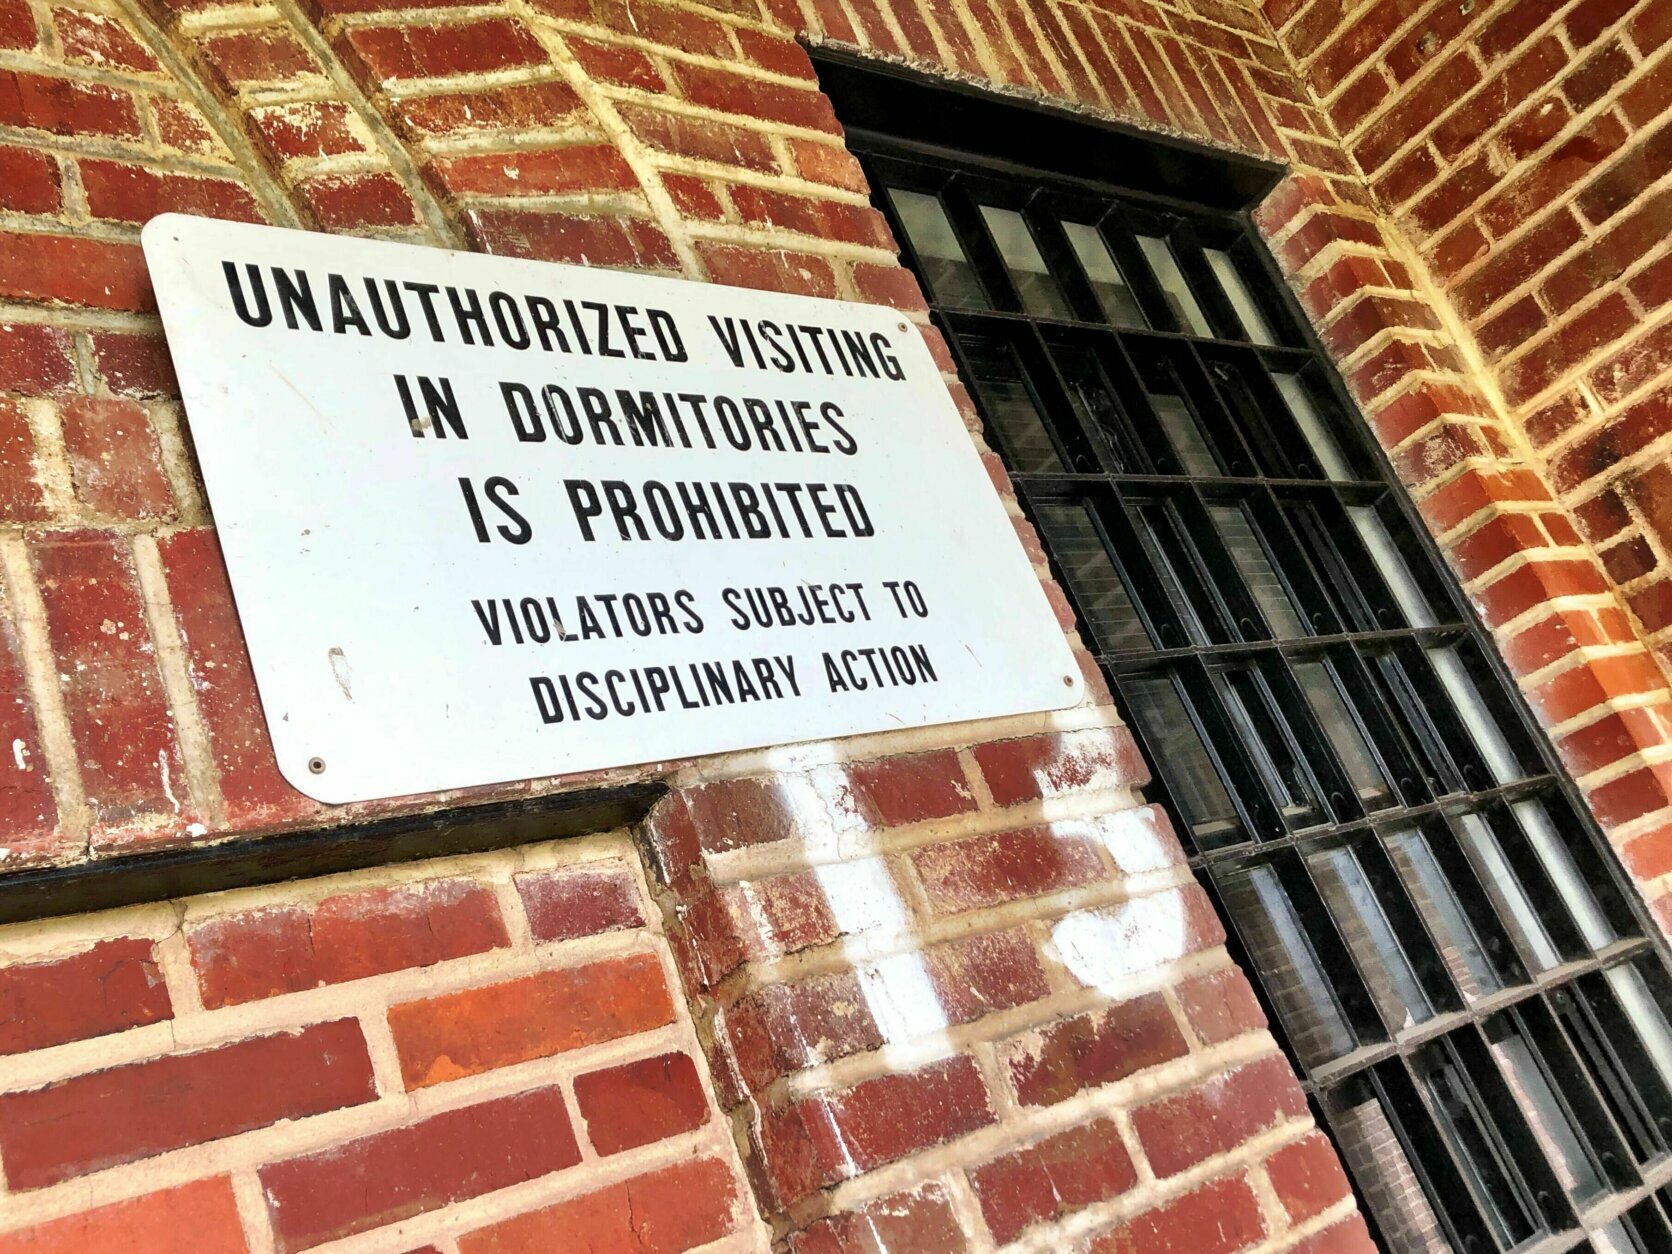 UNAUTHORIZED VISITING
IN DORMITORIES
IS PROHIBITED
VIOLATORS SUBJECT TO
DISCIPLINARY ACTION